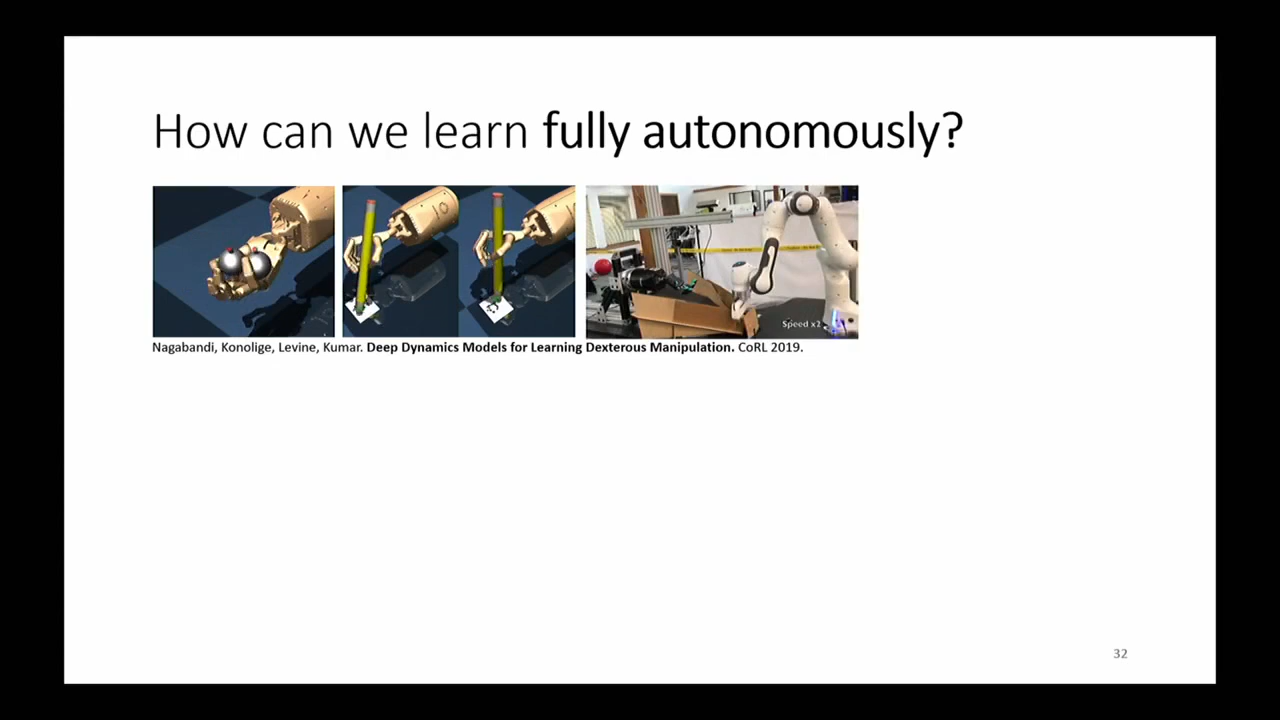 How can we learn fully autonomously?
Speed x2
Nagabandi, Konolige, Levine, Kumar. Deep Dynamics Models for Learning Dexterous Manipulation. CoRL 2019.
32